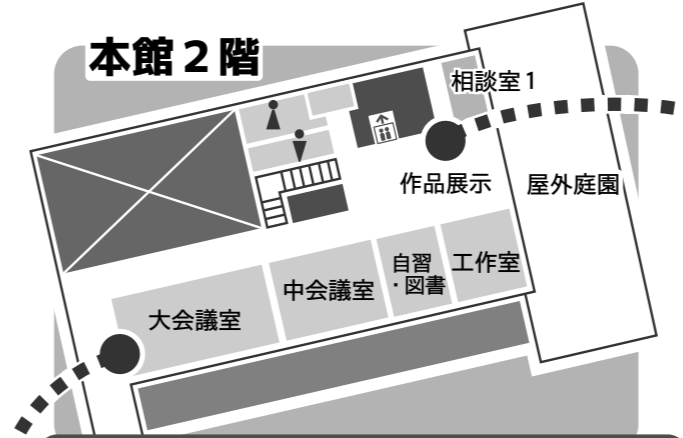 本館２階
相談室１
作品展示
屋外庭園
自習
・図書
工作室
中会議室
大会議室